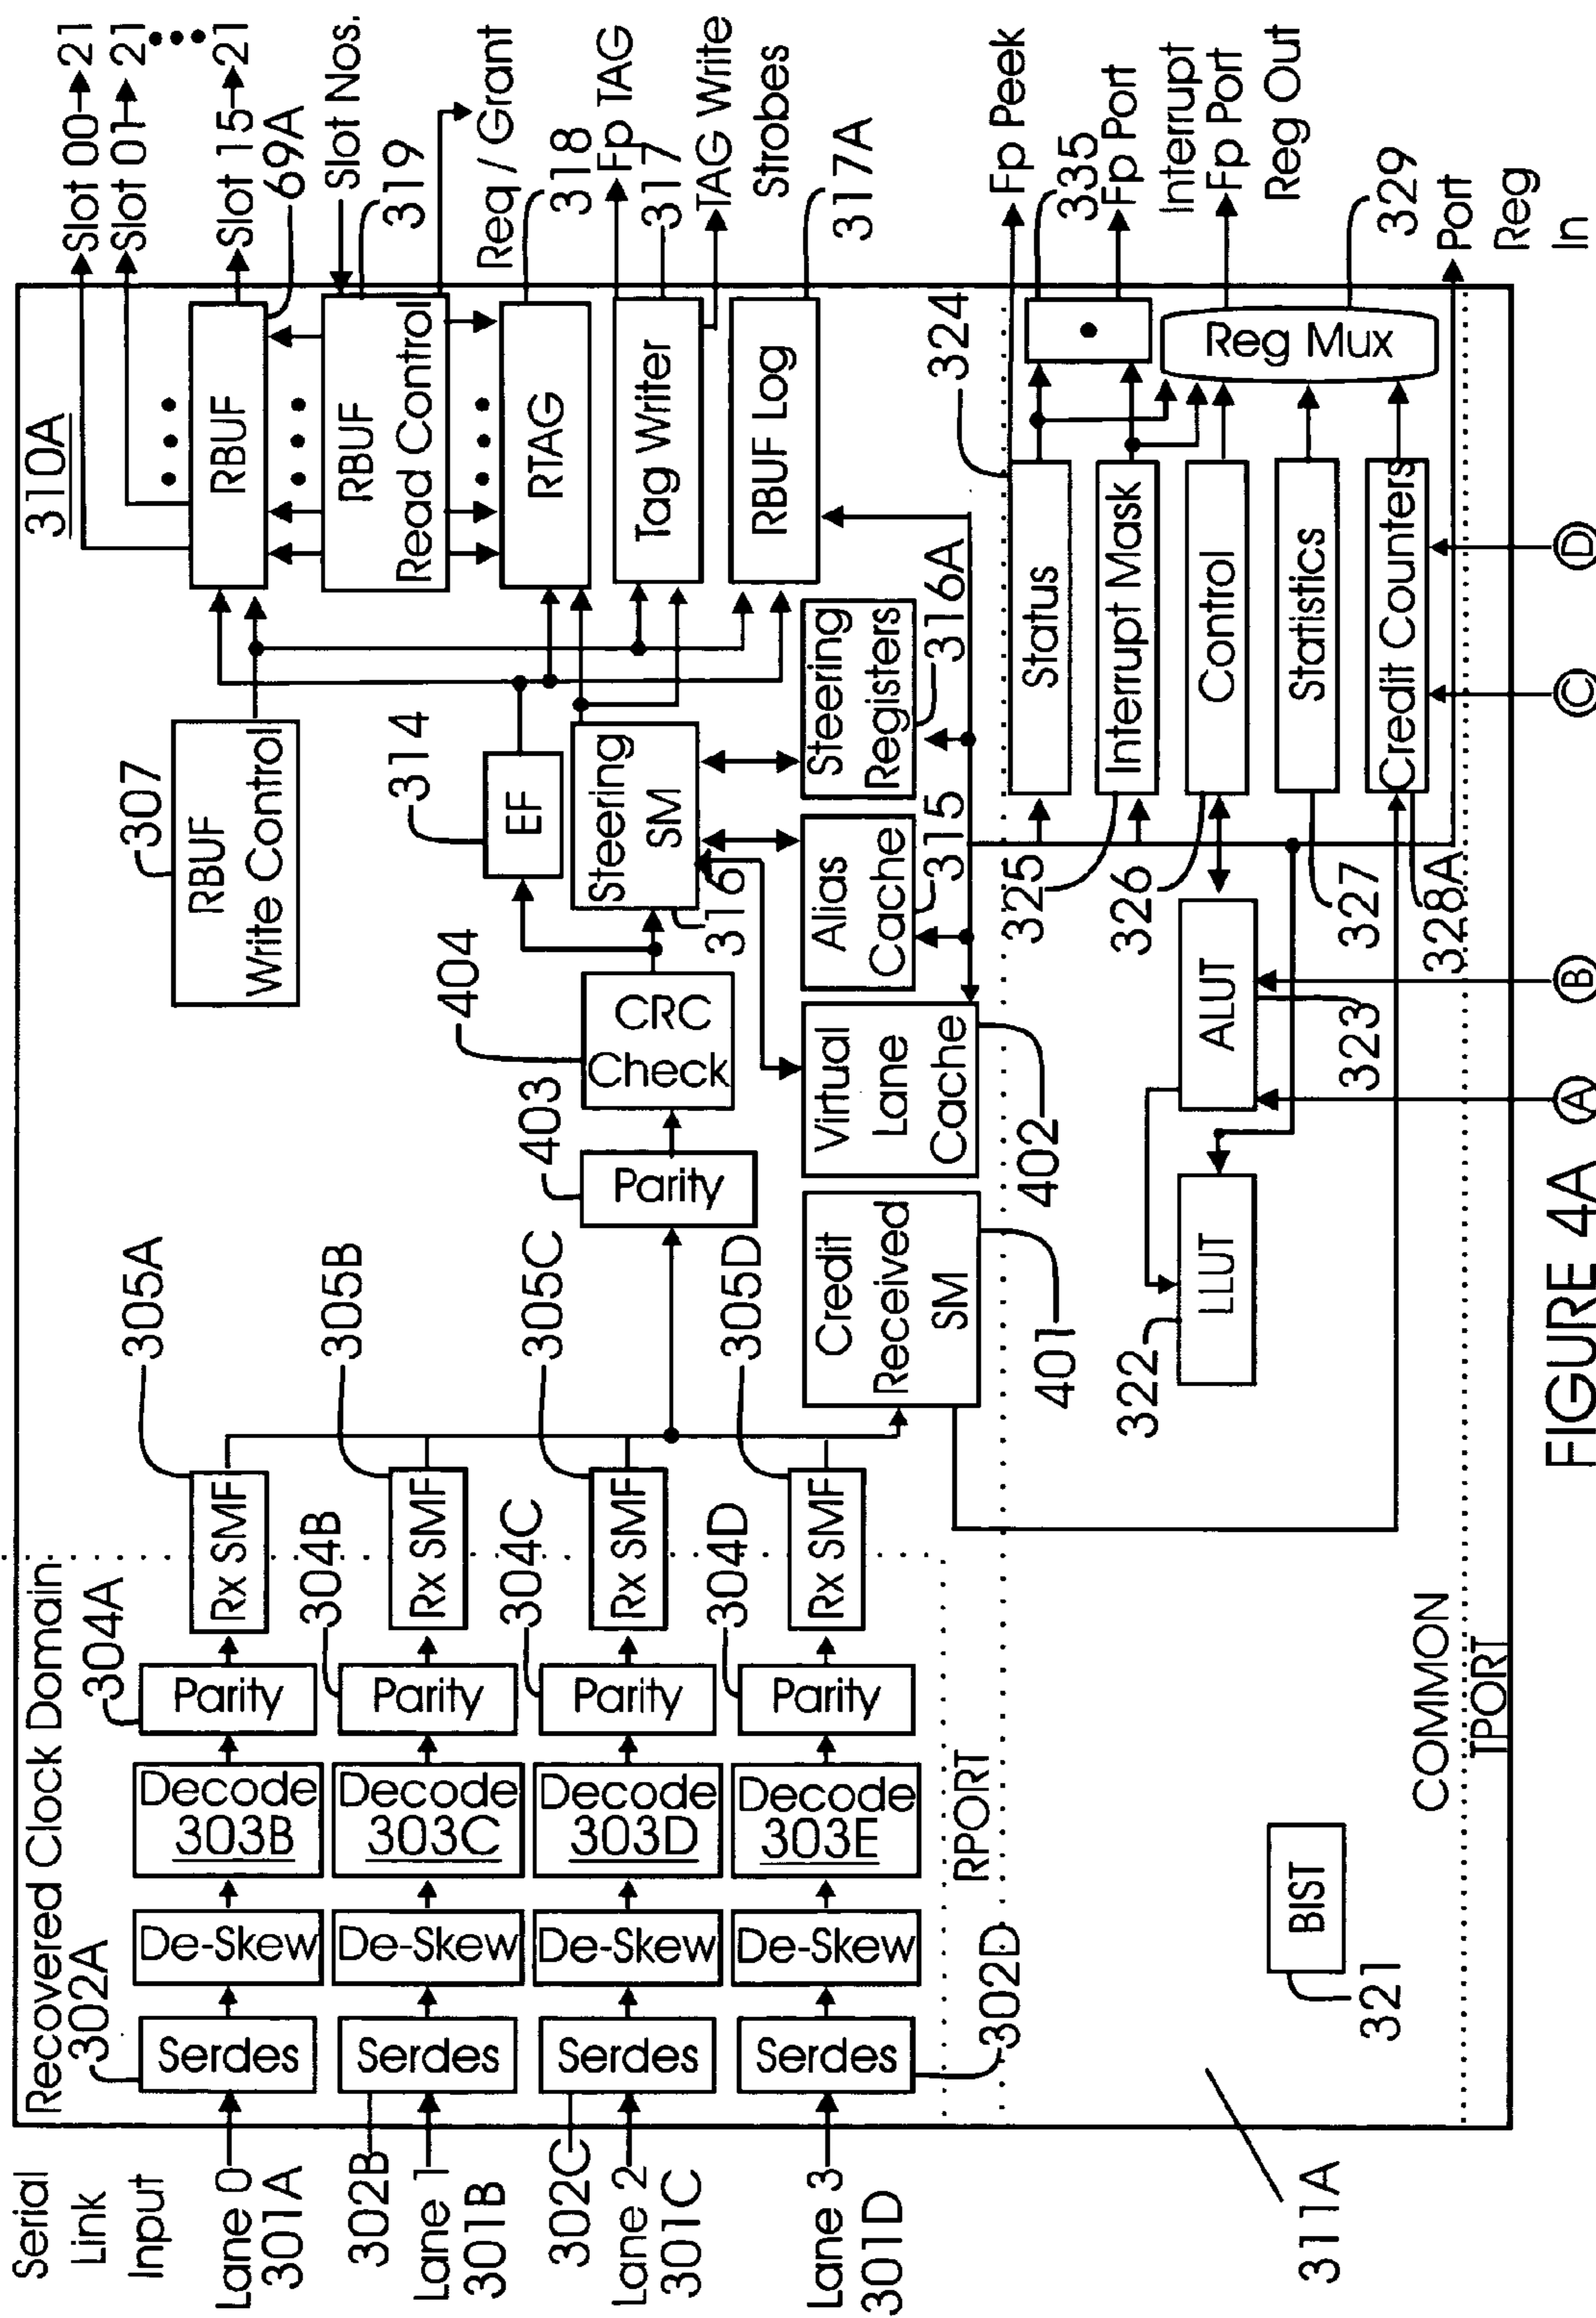 Serial
Link
Input
Lane 0
301A
302B
Lane 1
301B
302C
Lane 2
301C
Lane 3
301D
311A
Recovered Clock Domain
302A
Serdes
Serdes
Serdes
Serdes
302D
De-Skew
De-Skew
De-Skew
De-Skew
Decode
303B
Decode
303C
Decode
303D
Decode
303E
304A
Parity
304B
Parity
304C
Parity
304D
Parity
Rx SMF
Rx SMF
Rx SMF
Rx SMF
305A
305B
305C
305D
RPORT
COMMON
TPORT
BIST
321
Credit
Received
SM
401
403
Parity
404
CRC
Check
Virtual
Lane
Cache
402
307
RBUF
Write Control
314
EF
Steering
SM
316
Alias
Cache
315
Steering
Registers
316A
LLUT
322
ALUT
323
310A
RBUF
RBUF
Read Control
RTAG
Tag Writer
RBUF Log
324
Status
325
Interrupt Mask
326
Control
327
Statistics
328A
Credit Counters
Reg Mux
Slot 00
21
Slot 01
21
Slot 15
21
69A
Slot Nos.
319
Req / Grant
318
Fp TAG
317
TAG Write
Strobes
317A
Fp Peek
335
Fp Port
Interrupt
Fp Port
Reg Out
329
Port
Reg
In
A
B
C
D
FIGURE 4A